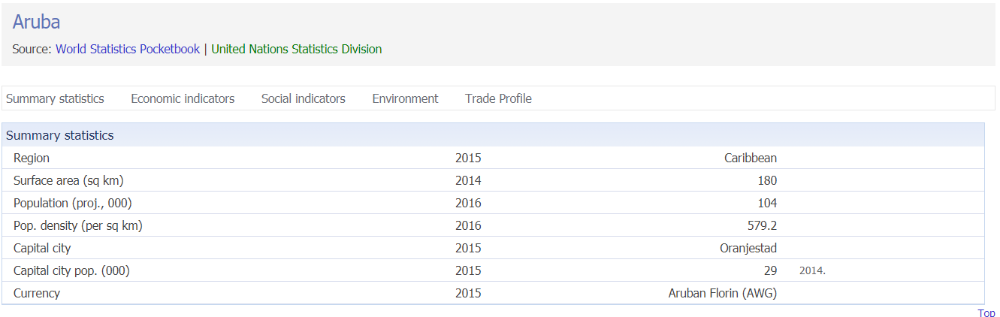 Aruba
Source: World Statistics Pocketbook | United Nations Statistics Division
Summary statistics Economic indicators Social indicators Environment Trade Profile
Summary statistics
Region 2015 Caribbean
Surface area (sq km) 2014 180
Population (proj., 000) 2016 104
Pop. density (per sq km) 2016 579.2
Capital city 2015 Oranjestad
Capital city pop. (000) 2015 29 2014.
Currency 2015 Aruban Florin (AWG)
Top